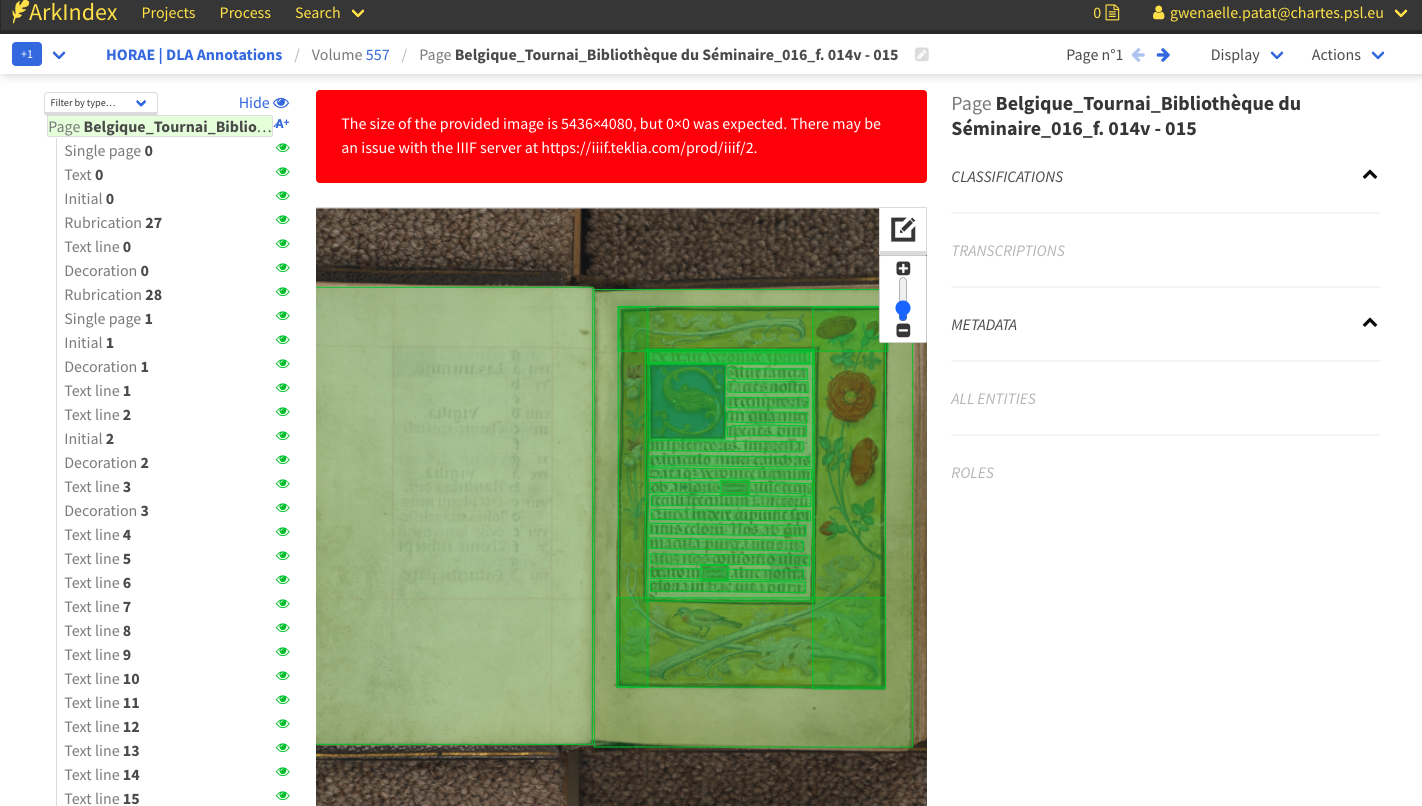 ArkIndex Projects Process Search 0 gwenaelle.patat@chartes.psl.eu
+1 HORAE | DLA Annotations / Volume 557 / Page Belgique_Tournai_Bibliothèque du Séminaire_016_f. 014v - 015 Page n°1 Display Actions
Filter by type... Hide
Page Belgique_Tournai_Biblio... A+
Single page 0
Text 0
Initial 0
Rubrication 27
Text line 0
Decoration 0
Rubrication 28
Single page 1
Initial 1
Decoration 1
Text line 1
Text line 2
Initial 2
Decoration 2
Text line 3
Decoration 3
Text line 4
Text line 5
Text line 6
Text line 7
Text line 8
Text line 9
Text line 10
Text line 11
Text line 12
Text line 13
Text line 14
Text line 15
The size of the provided image is 5436×4080, but 0×0 was expected. There may be
an issue with the IIIF server at https://iiif.teklia.com/prod/iiif/2.
Page Belgique_Tournai_Bibliothèque du
Séminaire_016_f. 014v - 015
CLASSIFICATIONS
TRANSCRIPTIONS
METADATA
ALL ENTITIES
ROLES